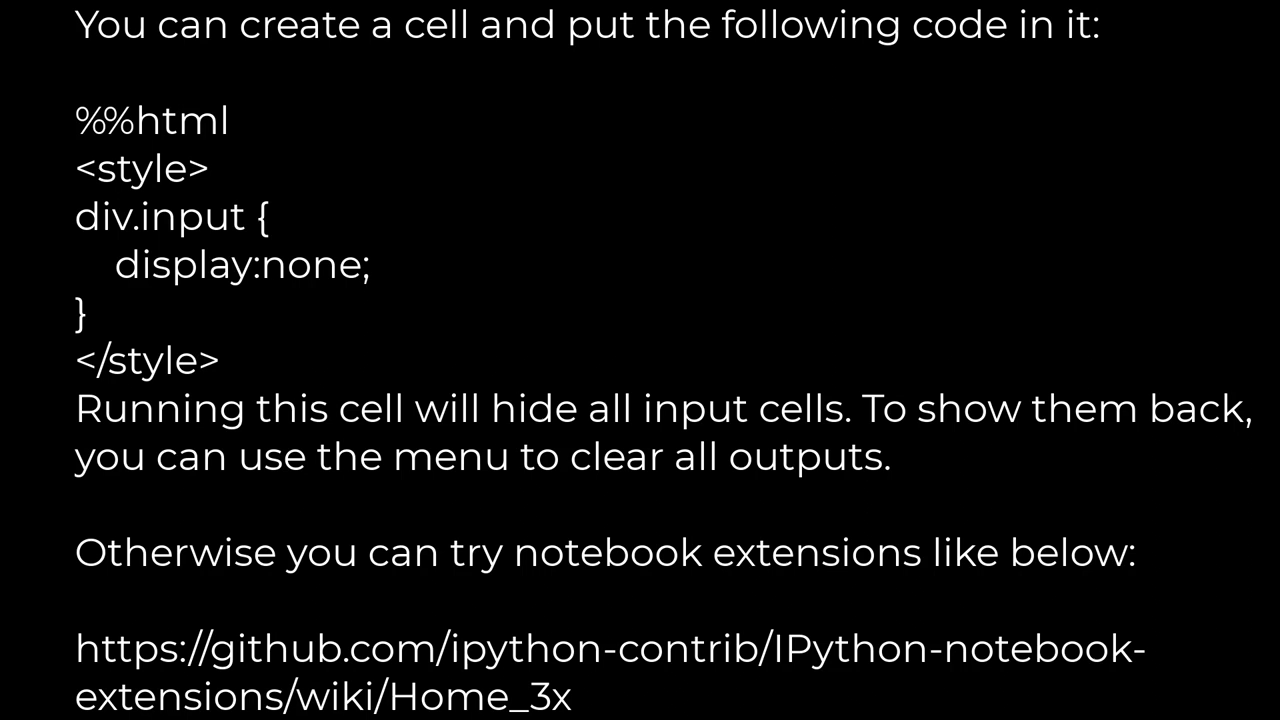 You can create a cell and put the following code in it:

%%html
<style>
div.input {
    display:none;
}
</style>
Running this cell will hide all input cells. To show them back,
you can use the menu to clear all outputs.

Otherwise you can try notebook extensions like below:

https://github.com/ipython-contrib/IPython-notebook-
extensions/wiki/Home_3x